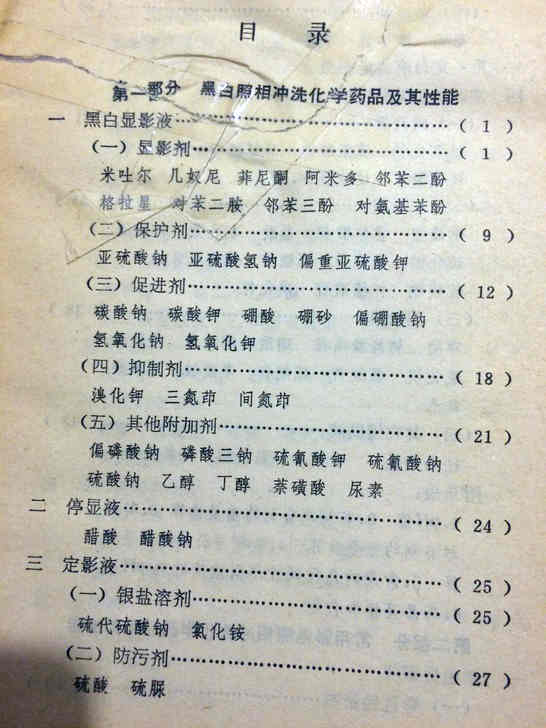 目 录
第一部分 黑白照相冲洗化学药品及其性能
一 黑白显影液……………………………( 1 )
(一)显影剂……………………………( 1 )
米吐尔 几奴尼 菲尼酮 阿米多 邻苯二酚
格拉星 对苯二胺 邻苯三酚 对氨基苯酚
(二)保护剂……………………………( 9 )
亚硫酸钠 亚硫酸氢钠 偏重亚硫酸钾
(三)促进剂……………………………( 12 )
碳酸钠 碳酸钾 硼酸 硼砂 偏硼酸钠
氢氧化钠 氢氧化钾
(四)抑制剂……………………………( 18 )
溴化钾 三氮茚 间氮茚
(五)其他附加剂………………………( 21 )
偏磷酸钠 磷酸三钠 硫氰酸钾 硫氰酸钠
硫酸钠 乙醇 丁醇 萘磺酸 尿素
二 停显液…………………………………( 24 )
醋酸 醋酸钠
三 定影液…………………………………( 25 )
(一)银盐溶剂…………………………( 25 )
硫代硫酸钠 氯化铵
(二)防污剂……………………………( 27 )
硫酸 硫脲